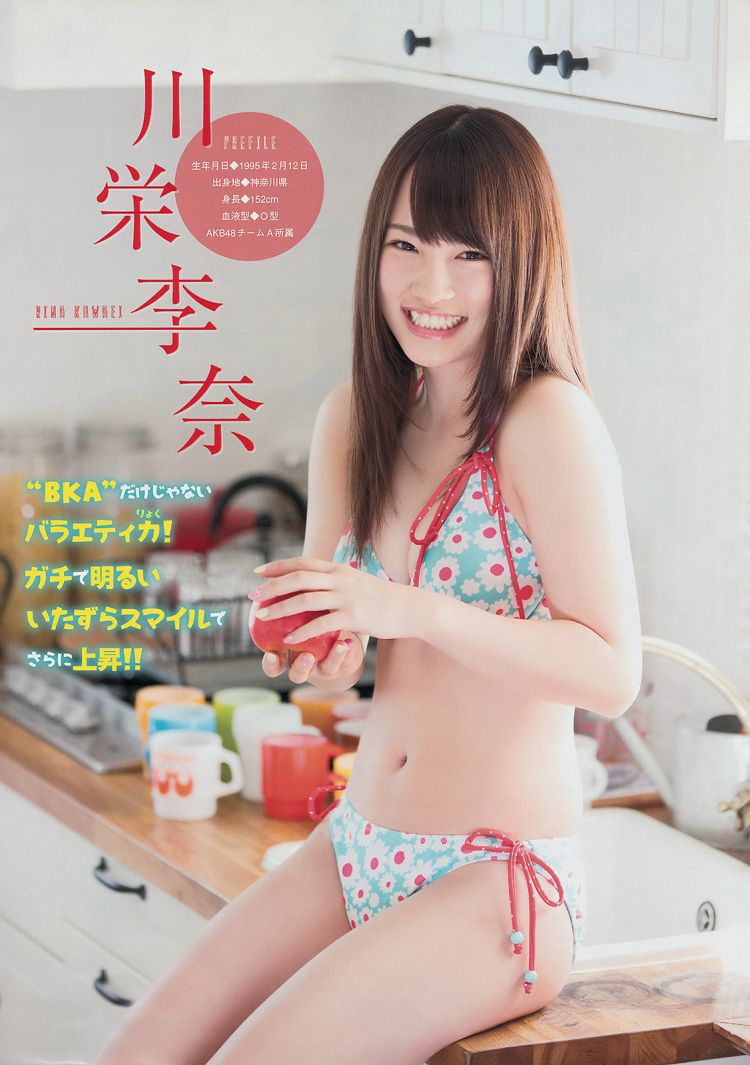 川栄李奈
PROFILE
生年月日◆1995年2月12日
出身地◆神奈川県
身長◆152cm
血液型◆O型
AKB48チームA所属
RINA KAWAEI
“BKA”だけじゃない
バラエティ力!
りょく
ガチで明るい
いたずらスマイルで
さらに上昇!!